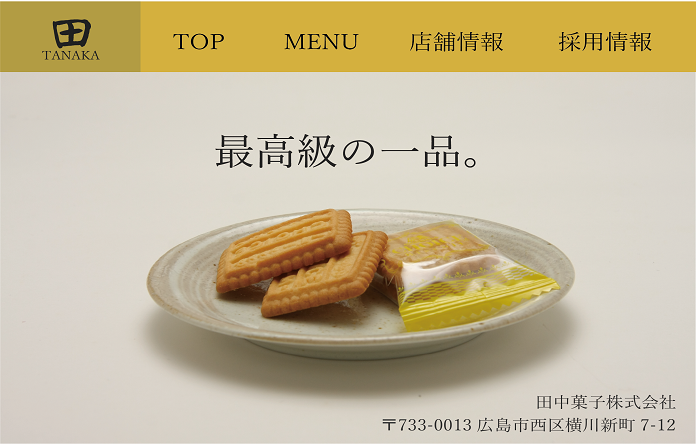 田
TANAKA
TOP
MENU
店舗情報
採用情報
最高級の一品。
田中菓子株式会社
〒733-0013 広島市西区横川新町 7-12